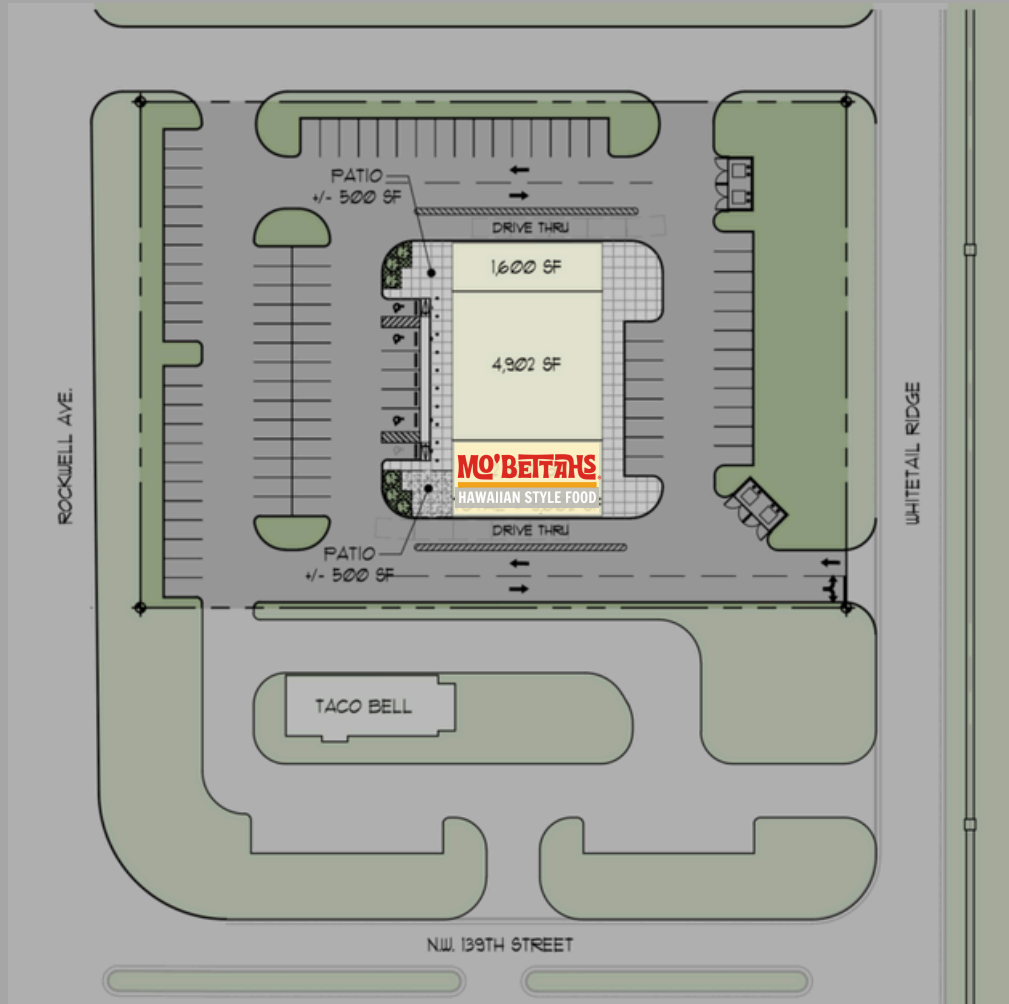 PATIO
+/- 500 SF
DRIVE THRU
1,600 SF
4,902 SF
ROCKWELL AVE.
WHITETAIL RIDGE
MO'BETTAHS
HAWAIIAN STYLE FOOD
DRIVE THRU
PATIO
+/- 500 SF
TACO BELL
N.W. 139TH STREET